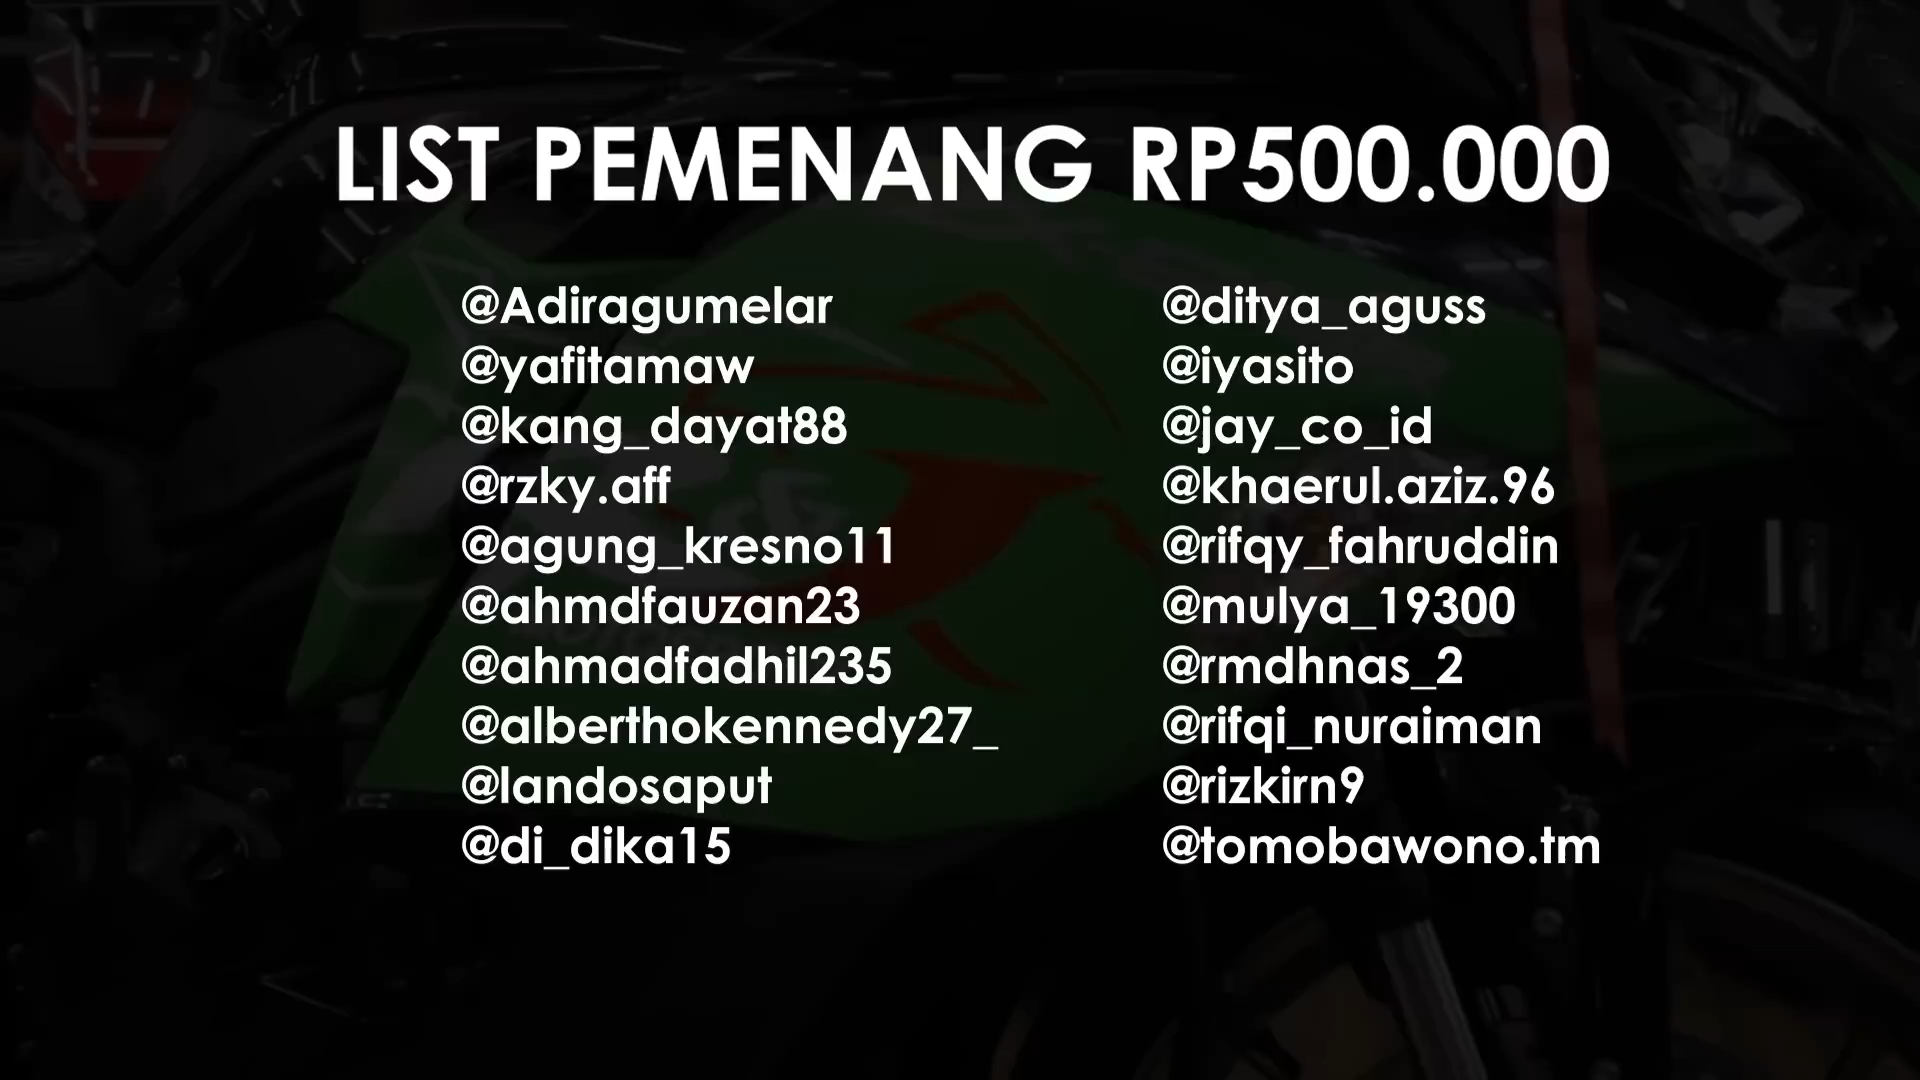 LIST PEMENANG RP500.000
@Adiragumelar
@yafitamaw
@kang_dayat88
@rzky.aff
@agung_kresno11
@ahmdfauzan23
@ahmadfadhil235
@alberthokennedy27_
@landosaput
@di_dika15
@ditya_aguss
@iyasito
@jay_co_id
@khaerul.aziz.96
@rifqy_fahruddin
@mulya_19300
@rmdhnas_2
@rifqi_nuraiman
@rizkirn9
@tomobawono.tm